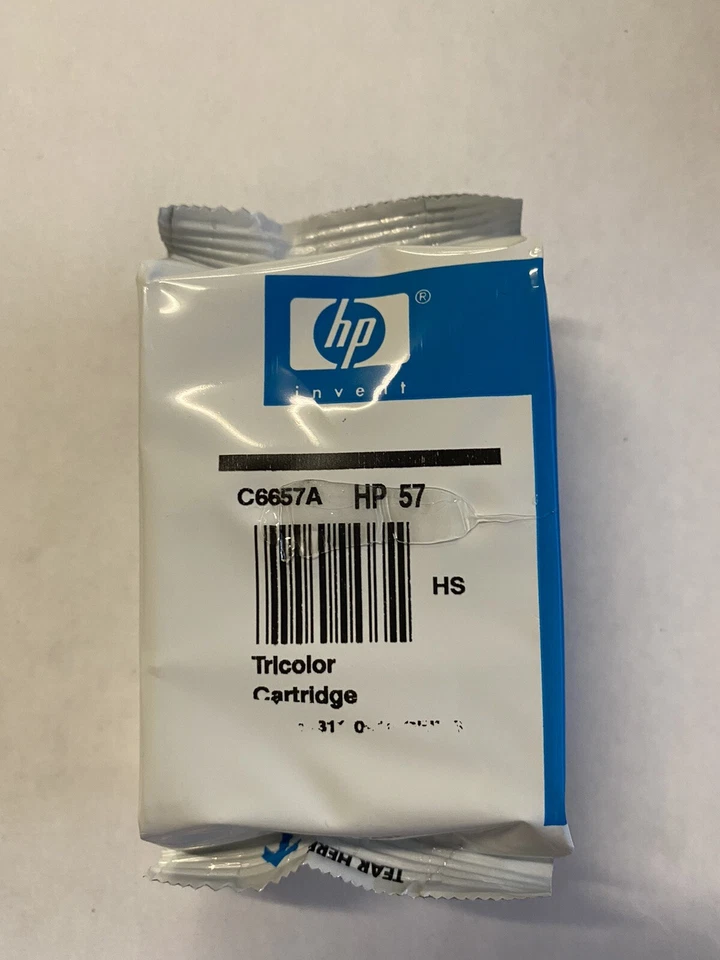 hp ®
invent
C6657A HP 57
HS
Tricolor
Cartridge
TEAR HERE